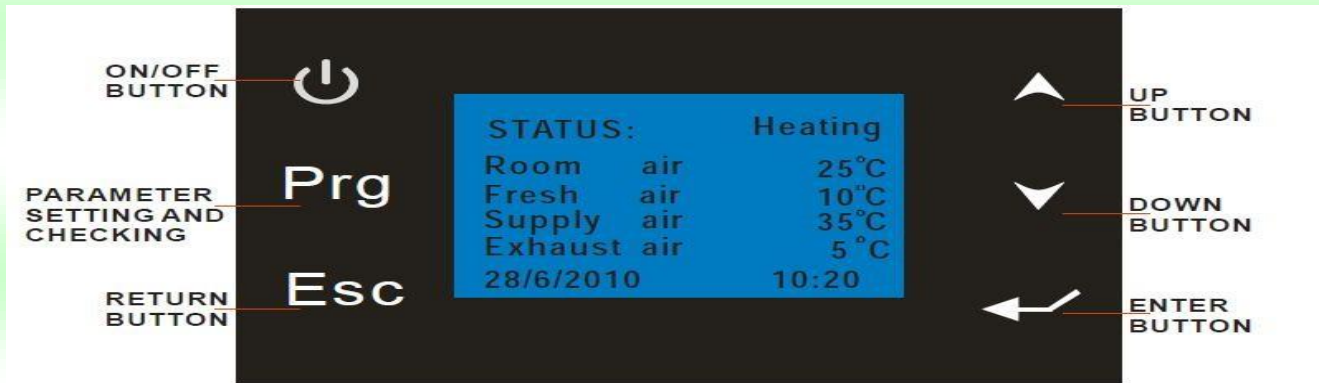 ON/OFF
BUTTON
PARAMETER
SETTING AND
CHECKING
RETURN
BUTTON
Prg
Esc
STATUS: Heating
Room air 25°C
Fresh air 10°C
Supply air 35°C
Exhaust air 5°C
28/6/2010 10:20
UP
BUTTON
DOWN
BUTTON
ENTER
BUTTON